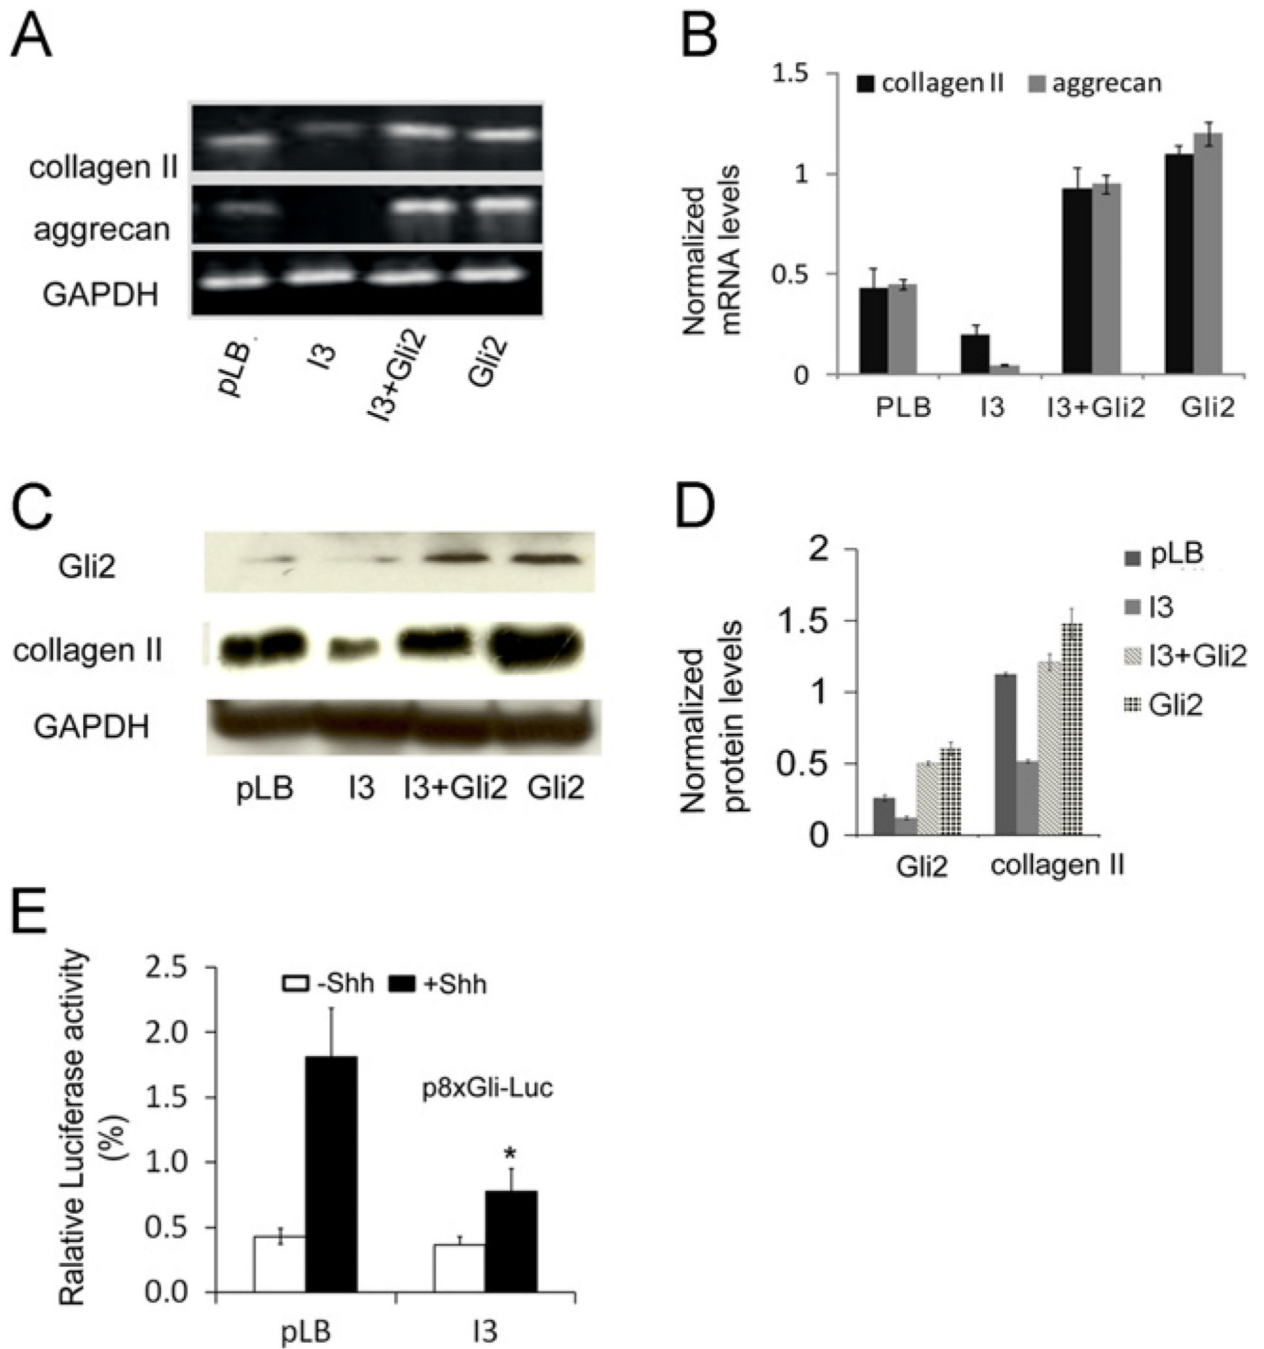 A
collagen II
aggrecan
GAPDH
pLB
I3
I3+Gli2
Gli2
B
collagen II aggrecan
Normalized
mRNA levels
1.5
1
0.5
0
PLB I3 I3+Gli2 Gli2
C
Gli2
collagen II
GAPDH
pLB I3 I3+Gli2 Gli2
D
Normalized
protein levels
2
1.5
1
0.5
0
Gli2 collagen II
pLB
I3
I3+Gli2
Gli2
E
Ralative Luciferase activity
(%)
2.5
2.0
1.5
1.0
0.5
0.0
-Shh +Shh
p8xGli-Luc
*
pLB I3